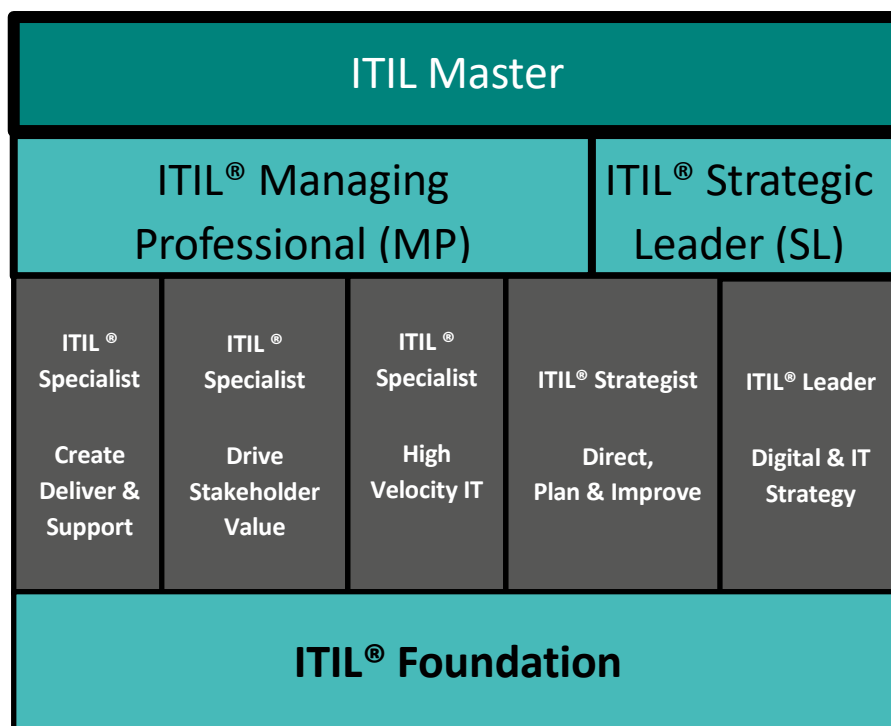 ITIL Master
ITIL® Managing
Professional (MP)
ITIL® Strategic
Leader (SL)
ITIL ®
Specialist
Create
Deliver &
Support
ITIL ®
Specialist
Drive
Stakeholder
Value
ITIL ®
Specialist
High
Velocity IT
ITIL® Strategist
Direct,
Plan & Improve
ITIL® Leader
Digital & IT
Strategy
ITIL® Foundation